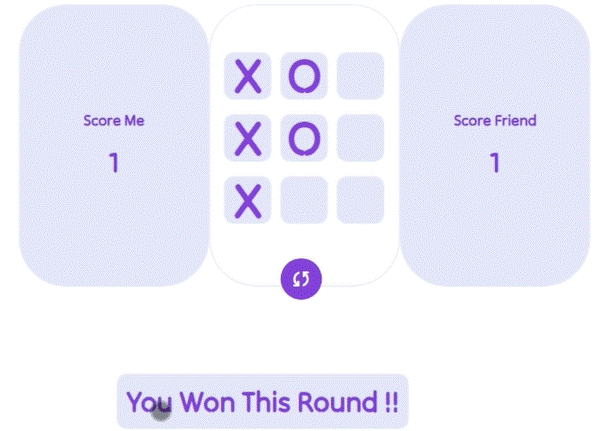 Score Me
1
X O
X O
X
Score Friend
1
You Won This Round !!